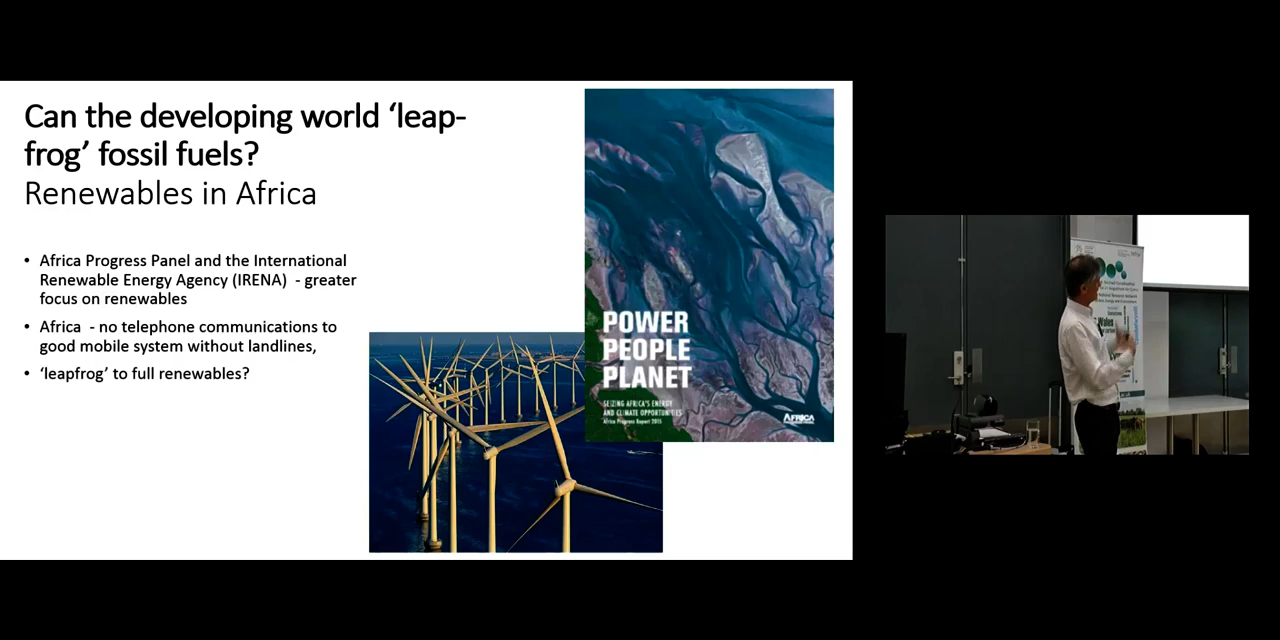 Can the developing world ‘leap-
frog’ fossil fuels?
Renewables in Africa
• Africa Progress Panel and the International
Renewable Energy Agency (IRENA)  - greater
focus on renewables
• Africa  - no telephone communications to
good mobile system without landlines,
• ‘leapfrog’ to full renewables?
POWER
PEOPLE
PLANET
SEIZING AFRICA'S ENERGY
AND CLIMATE OPPORTUNITIES
Africa Progress Report 2015
AFRICA
Wales